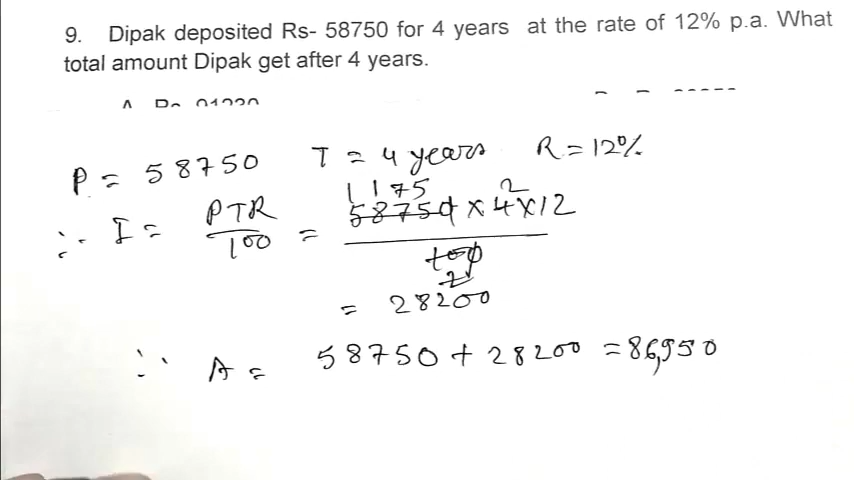 9. Dipak deposited Rs- 58750 for 4 years at the rate of 12% p.a. What
total amount Dipak get after 4 years.
P = 58750 T = 4 years R = 12%
1175 2
∴ I = PTR/100 = 58750 × 4 × 12
100
2
= 28200
∴ A = 58750 + 28200 = 86,950